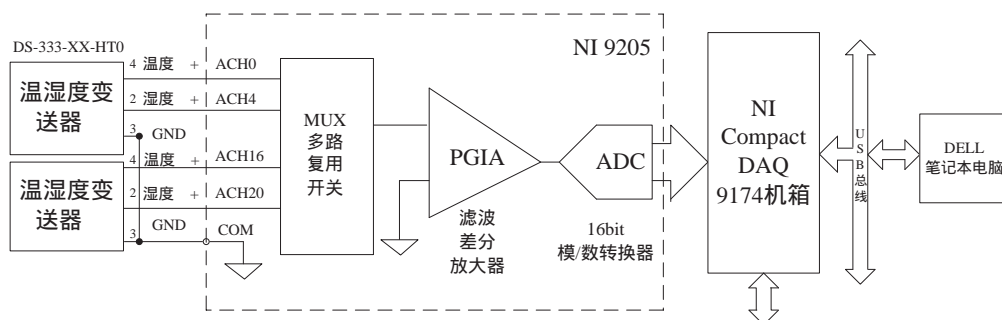 DS-333-XX-HT0
NI 9205
温湿度变
送器
4 温度 + ACH0
2 湿度 + ACH4
3 GND
温湿度变
送器
4 温度 + ACH16
2 湿度 + ACH20
3 GND COM
MUX
多路
复用
开关
PGIA
滤波
差分
放大器
ADC
16bit
模/数转换器
NI
Compact
DAQ
9174机箱
USB总线
DELL
笔记本电脑